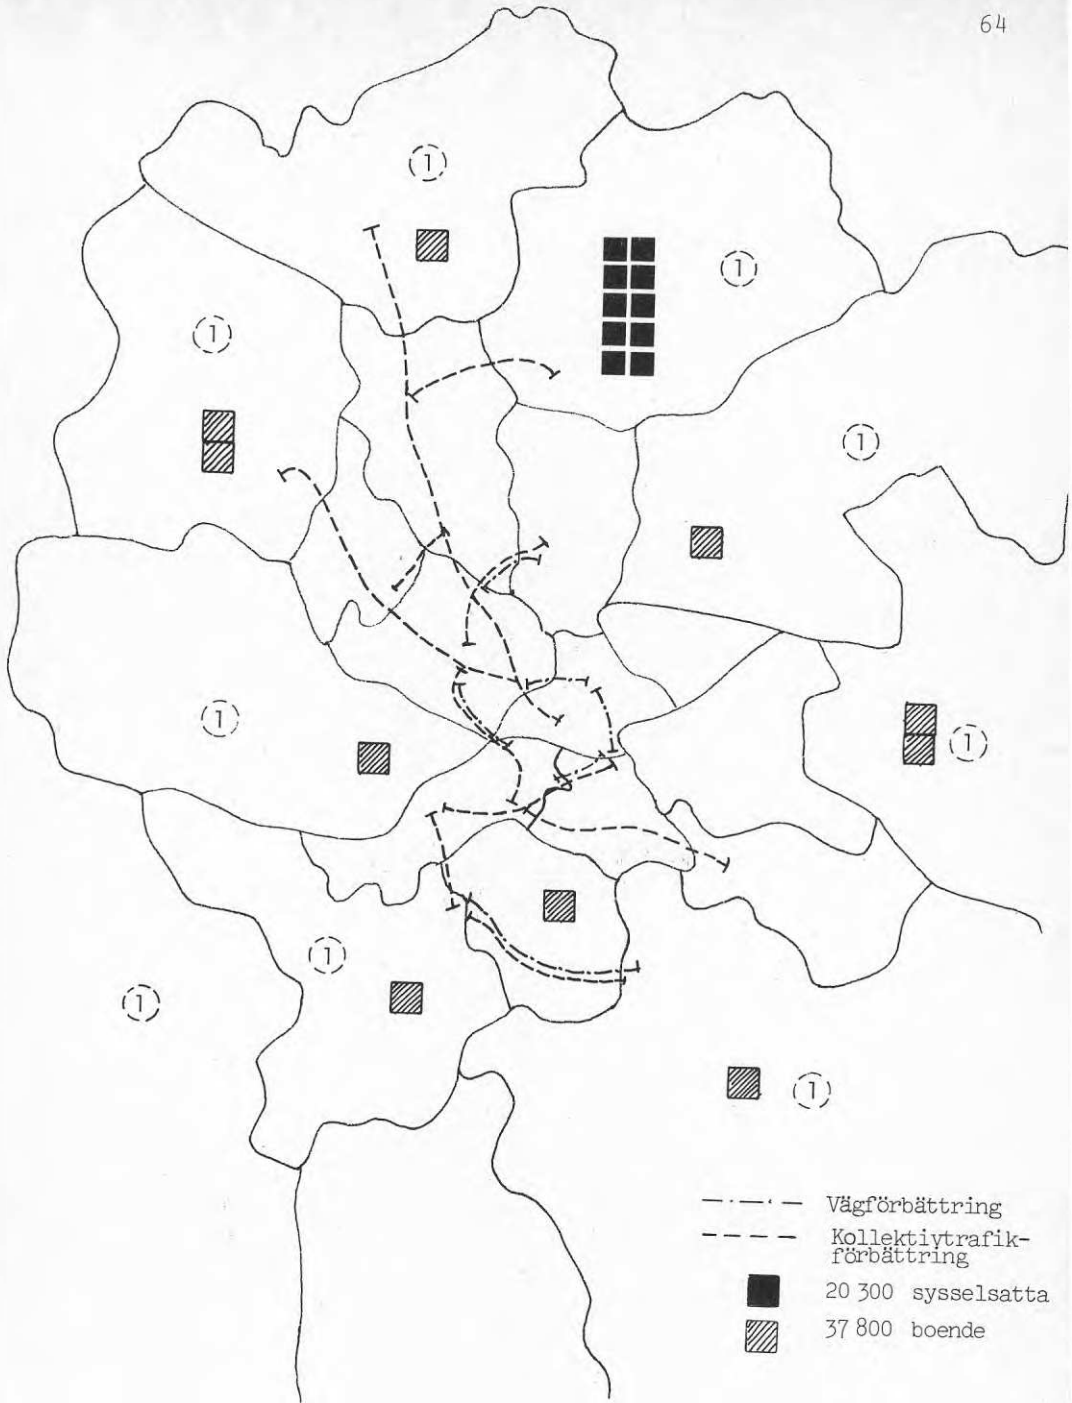 64
1
1
1
1
1
1
1
1
1
Vägförbättring
Kollektivtrafik-
förbättring
20 300 sysselsatta
37 800 boende